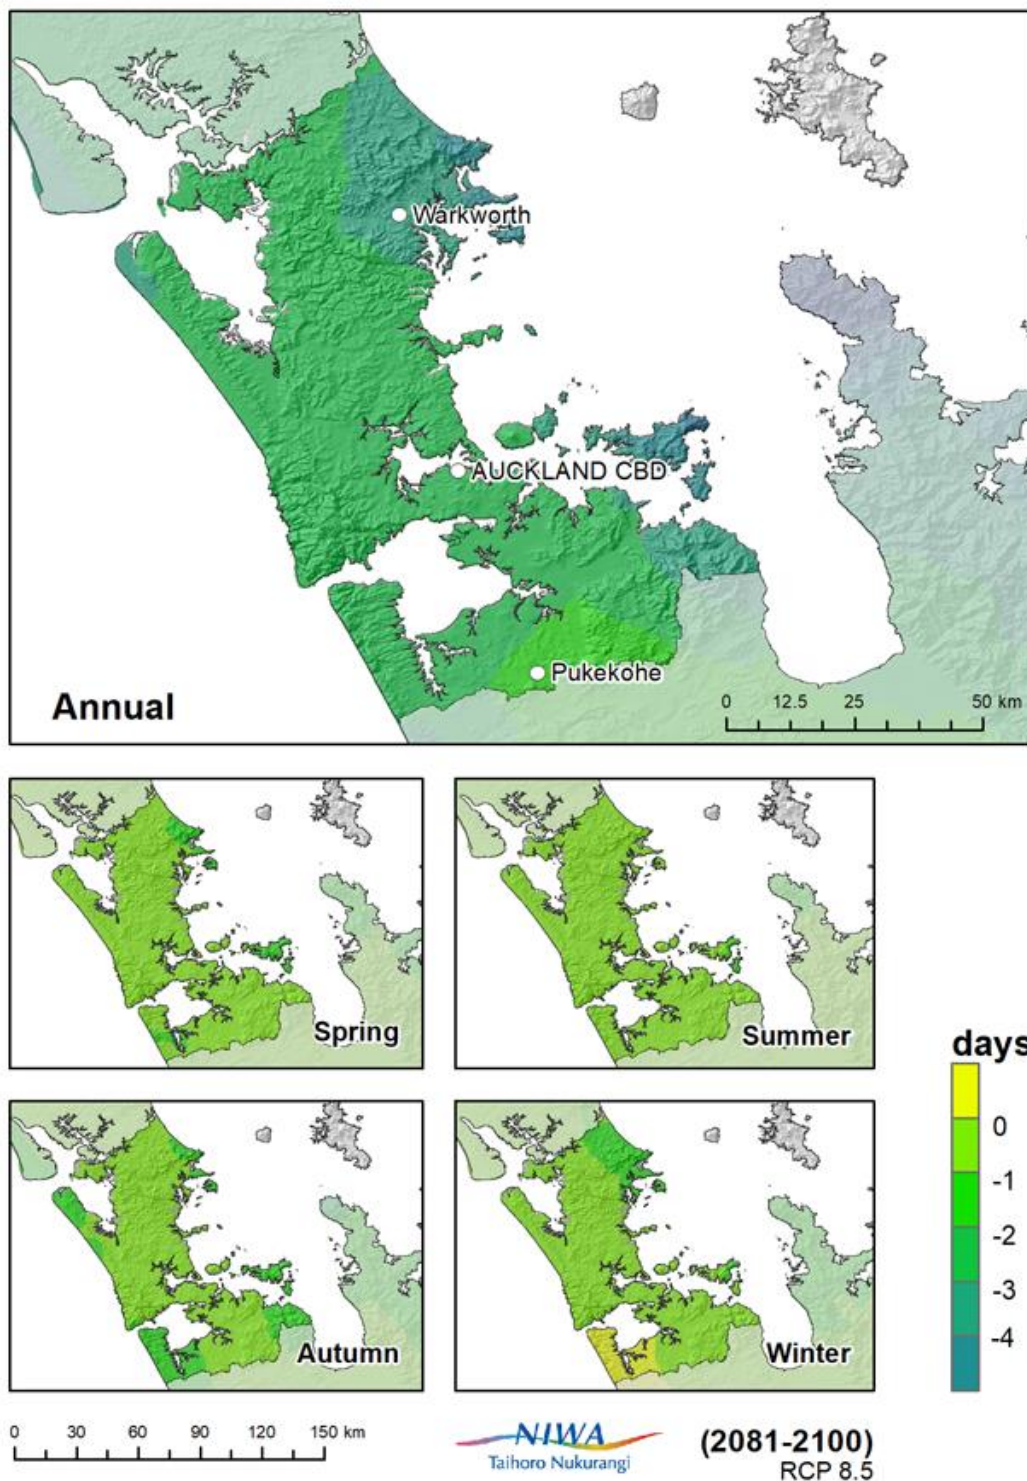 Warkworth
AUCKLAND CBD
Pukekohe
Annual
0 12.5 25 50 km
Spring
Summer
Autumn
Winter
days
0
-1
-2
-3
-4
0 30 60 90 120 150 km
NIWA
Taihoro Nukurangi
(2081-2100)
RCP 8.5